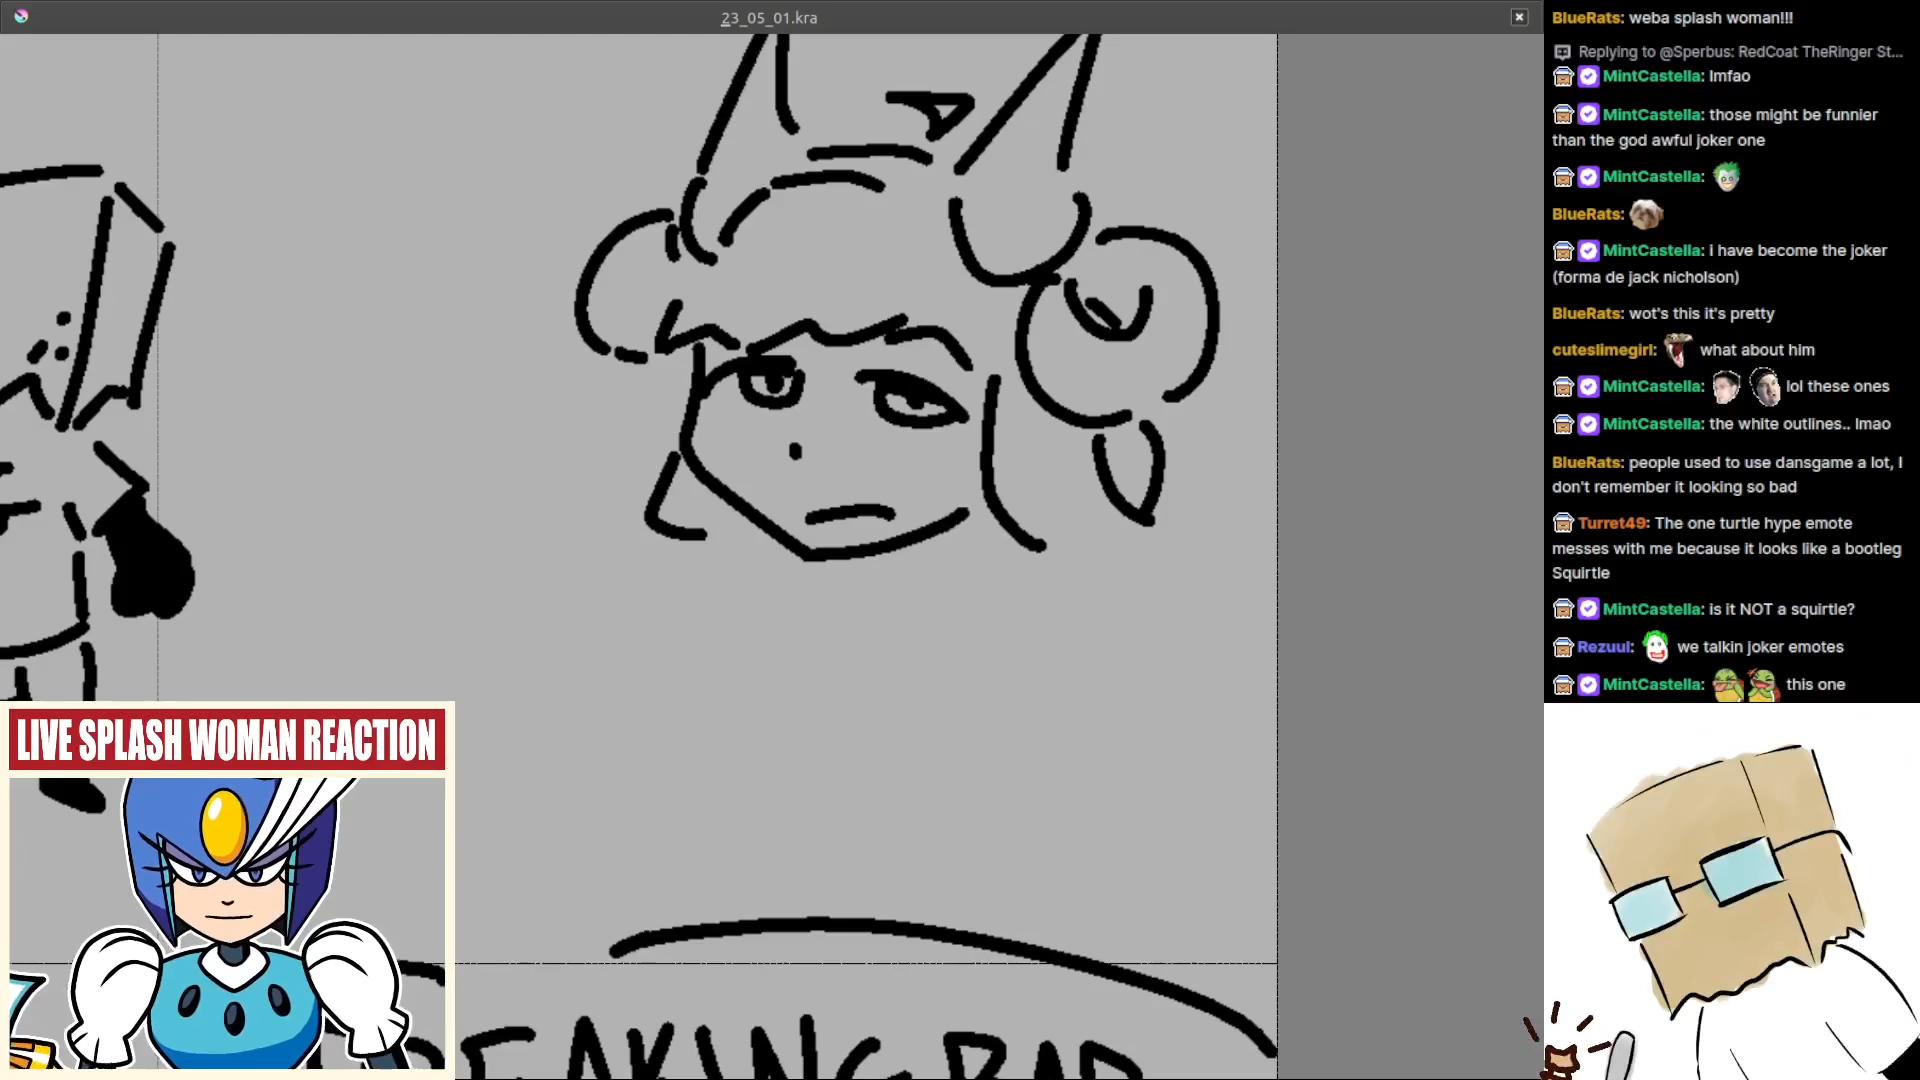 23_05_01.kra
BlueRats: weba splash woman!!!
Replying to @Sperbus: RedCoat TheRinger St...
MintCastella: lmfao
MintCastella: those might be funnier
than the god awful joker one
MintCastella:
BlueRats:
MintCastella: i have become the joker
(forma de jack nicholson)
BlueRats: wot's this it's pretty
cuteslimegirl: what about him
MintCastella: lol these ones
MintCastella: the white outlines.. lmao
BlueRats: people used to use dansgame a lot, I
don't remember it looking so bad
Turret49: The one turtle hype emote
messes with me because it looks like a bootleg
Squirtle
MintCastella: is it NOT a squirtle?
Rezuul: we talkin joker emotes
MintCastella: this one
LIVE SPLASH WOMAN REACTION
EAKING BAD